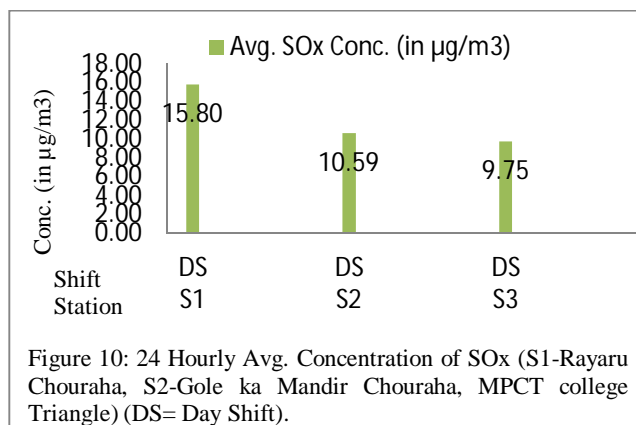 Avg. SOx Conc. (in µg/m3)
Conc. (in µg/m3)
18.00
16.00
14.00
12.00
10.00
8.00
6.00
4.00
2.00
0.00
15.80
10.59
9.75
DS DS DS
Shift
S1 S2 S3
Station
Figure 10: 24 Hourly Avg. Concentration of SOx (S1-Rayaru
Chouraha, S2-Gole ka Mandir Chouraha, MPCT college
Triangle) (DS= Day Shift).